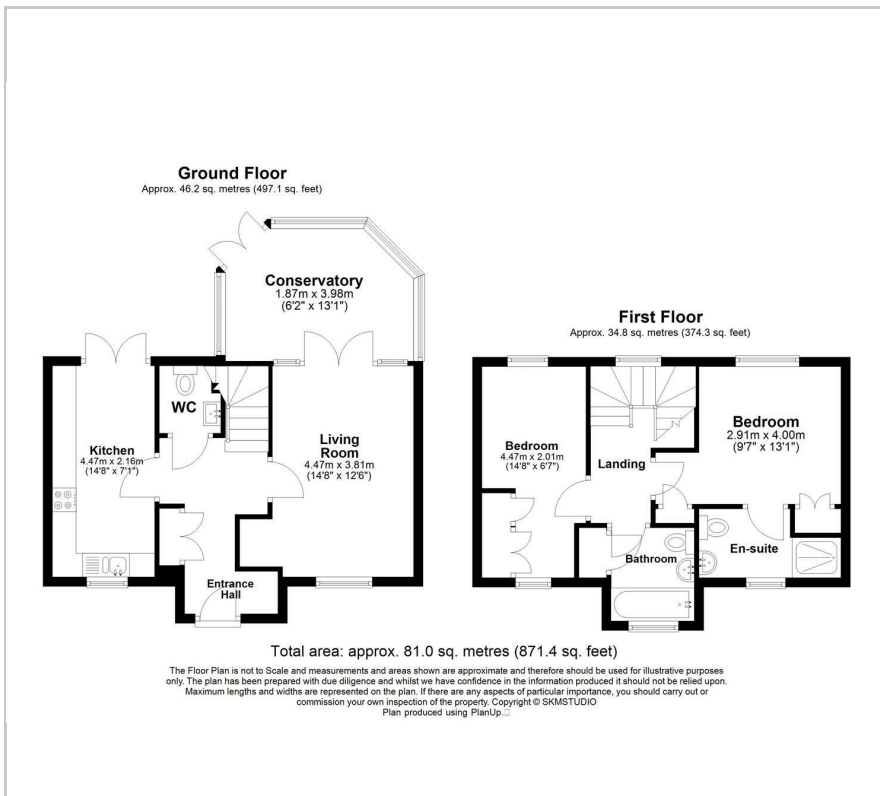 Ground Floor
Approx. 46.2 sq. metres (497.1 sq. feet)
Conservatory
1.87m x 3.98m
(6'2" x 13'1")
WC
Kitchen
4.47m x 2.16m
(14'8" x 7'1")
Living
Room
4.47m x 3.81m
(14'8" x 12'6")
Entrance
Hall
First Floor
Approx. 34.8 sq. metres (374.3 sq. feet)
Bedroom
4.47m x 2.01m
(14'8" x 6'7")
Landing
Bedroom
2.91m x 4.00m
(9'7" x 13'1")
Bathroom
En-suite
Total area: approx. 81.0 sq. metres (871.4 sq. feet)
The Floor Plan is not to Scale and measurements and areas shown are approximate and therefore should be used for illustrative purposes
only. The plan has been prepared with due diligence and whilst we have confidence in the information produced it should not be relied upon.
Maximum lengths and widths are represented on the plan. If there are any aspects of particular importance, you should carry out or
commission your own inspection of the property. Copyright © SKMSTUDIO
Plan produced using PlanUp.